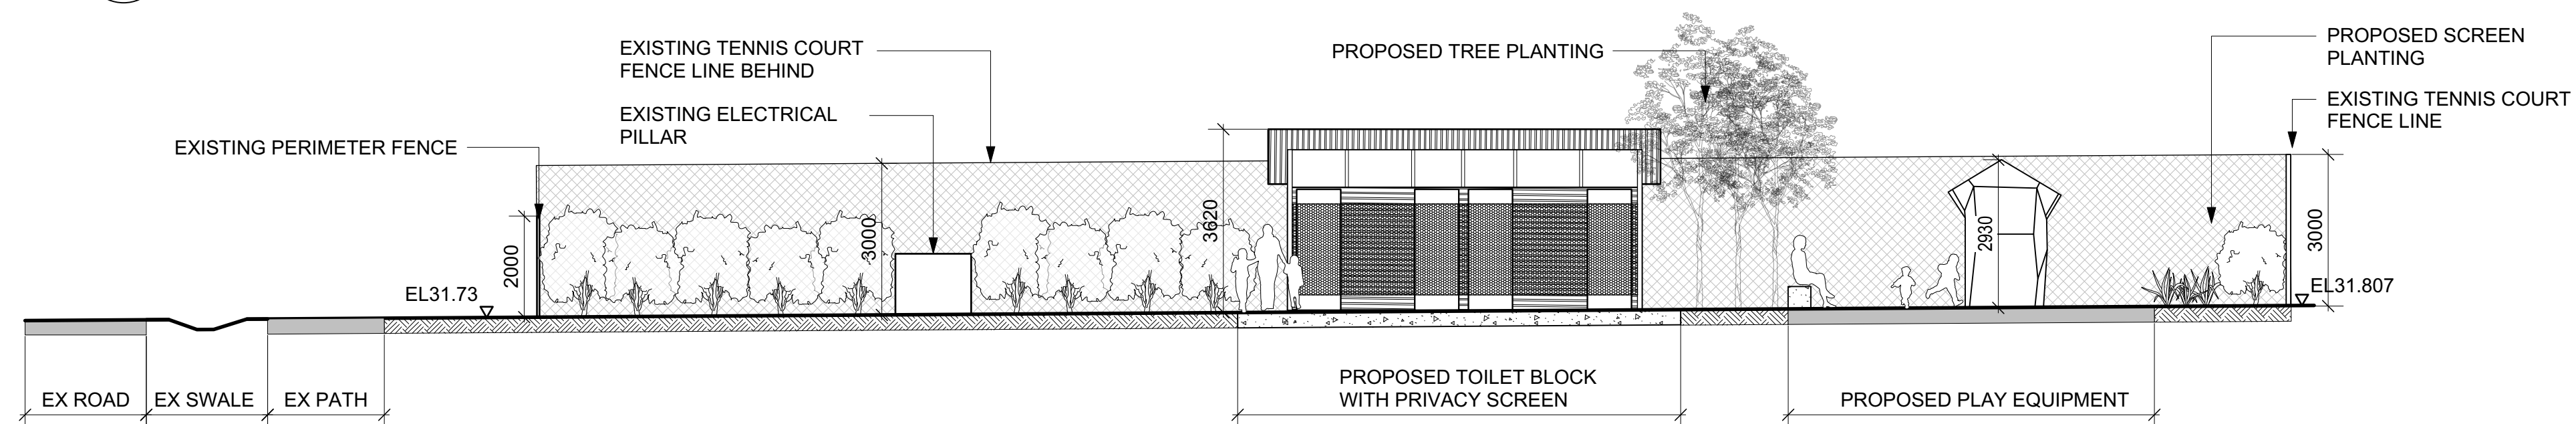 EXISTING TENNIS COURT
FENCE LINE BEHIND
PROPOSED TREE PLANTING
PROPOSED SCREEN
PLANTING
EXISTING ELECTRICAL
PILLAR
EXISTING TENNIS COURT
FENCE LINE
EXISTING PERIMETER FENCE
2000
3000
3620
2930
3000
EL31.73
EL31.807
EX ROAD
EX SWALE
EX PATH
PROPOSED TOILET BLOCK
WITH PRIVACY SCREEN
PROPOSED PLAY EQUIPMENT